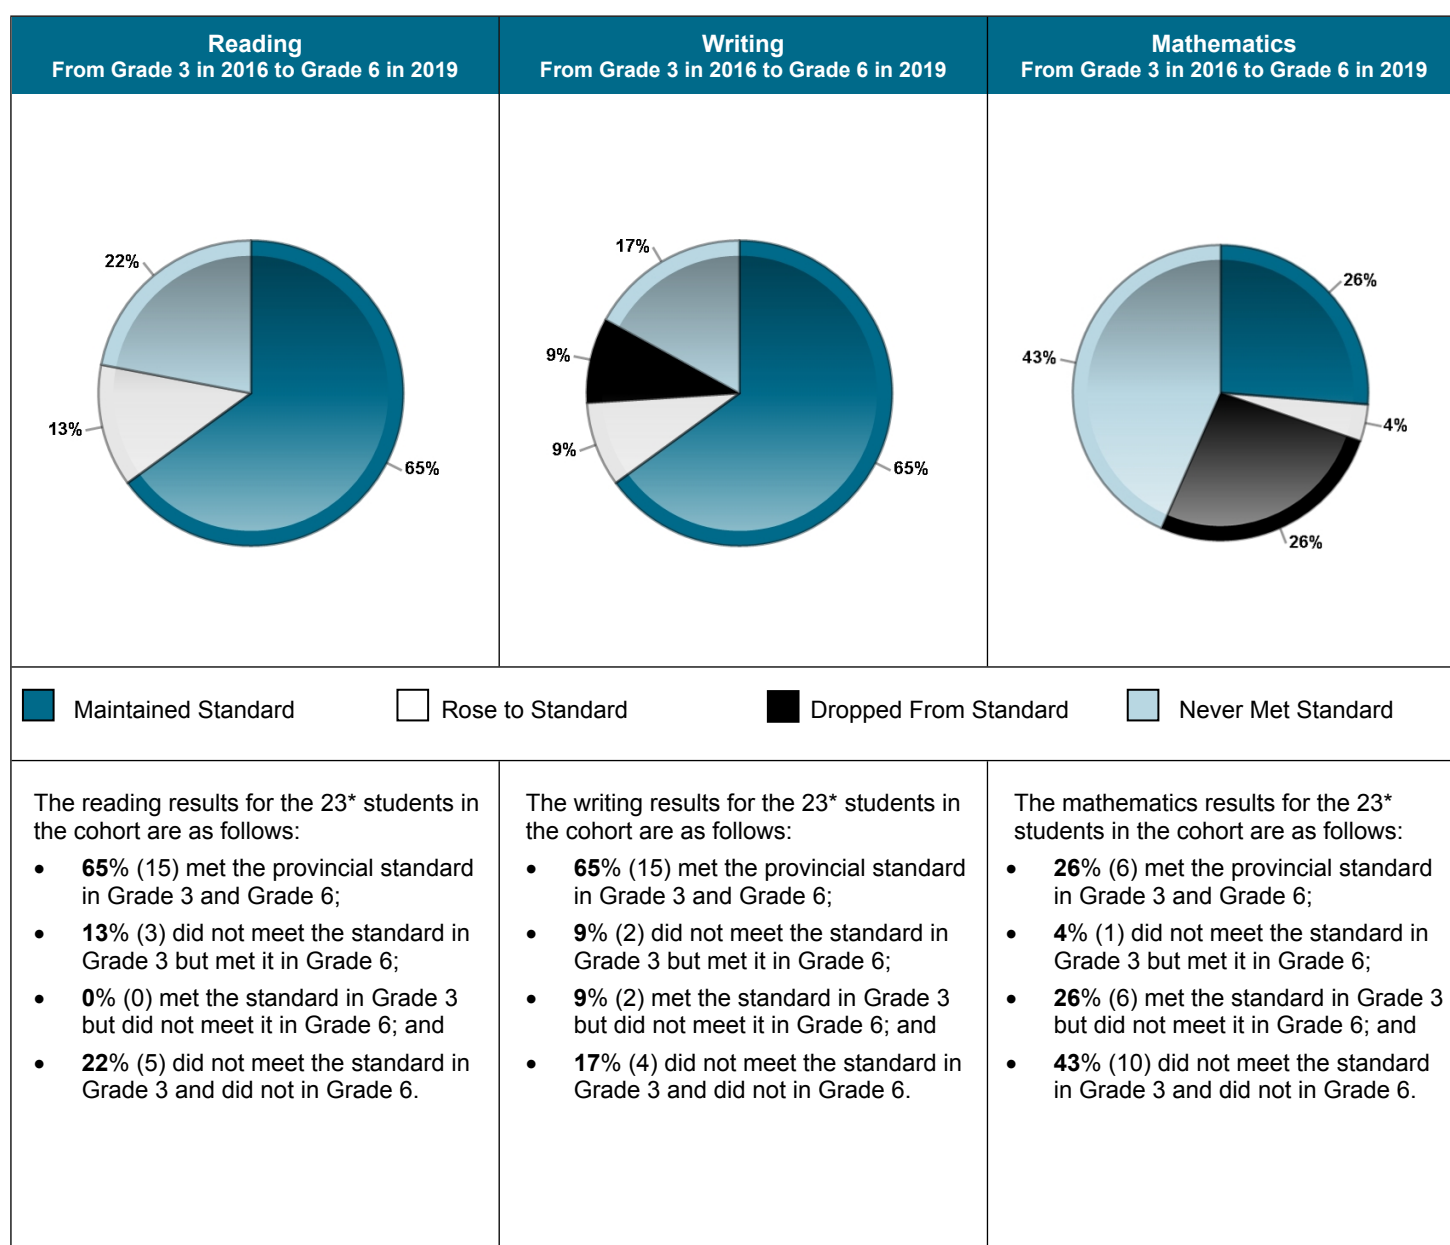 Reading
From Grade 3 in 2016 to Grade 6 in 2019
Writing
From Grade 3 in 2016 to Grade 6 in 2019
Mathematics
From Grade 3 in 2016 to Grade 6 in 2019
22%
13%
65%
17%
9%
9%
65%
26%
43%
4%
26%
Maintained Standard
Rose to Standard
Dropped From Standard
Never Met Standard
The reading results for the 23* students in
the cohort are as follows:
• 65% (15) met the provincial standard
in Grade 3 and Grade 6;
• 13% (3) did not meet the standard in
Grade 3 but met it in Grade 6;
• 0% (0) met the standard in Grade 3
but did not meet it in Grade 6; and
• 22% (5) did not meet the standard in
Grade 3 and did not in Grade 6.
The writing results for the 23* students in
the cohort are as follows:
• 65% (15) met the provincial standard
in Grade 3 and Grade 6;
• 9% (2) did not meet the standard in
Grade 3 but met it in Grade 6;
• 9% (2) met the standard in Grade 3
but did not meet it in Grade 6; and
• 17% (4) did not meet the standard in
Grade 3 and did not in Grade 6.
The mathematics results for the 23*
students in the cohort are as follows:
• 26% (6) met the provincial standard
in Grade 3 and Grade 6;
• 4% (1) did not meet the standard in
Grade 3 but met it in Grade 6;
• 26% (6) met the standard in Grade 3
but did not meet it in Grade 6; and
• 43% (10) did not meet the standard
in Grade 3 and did not in Grade 6.